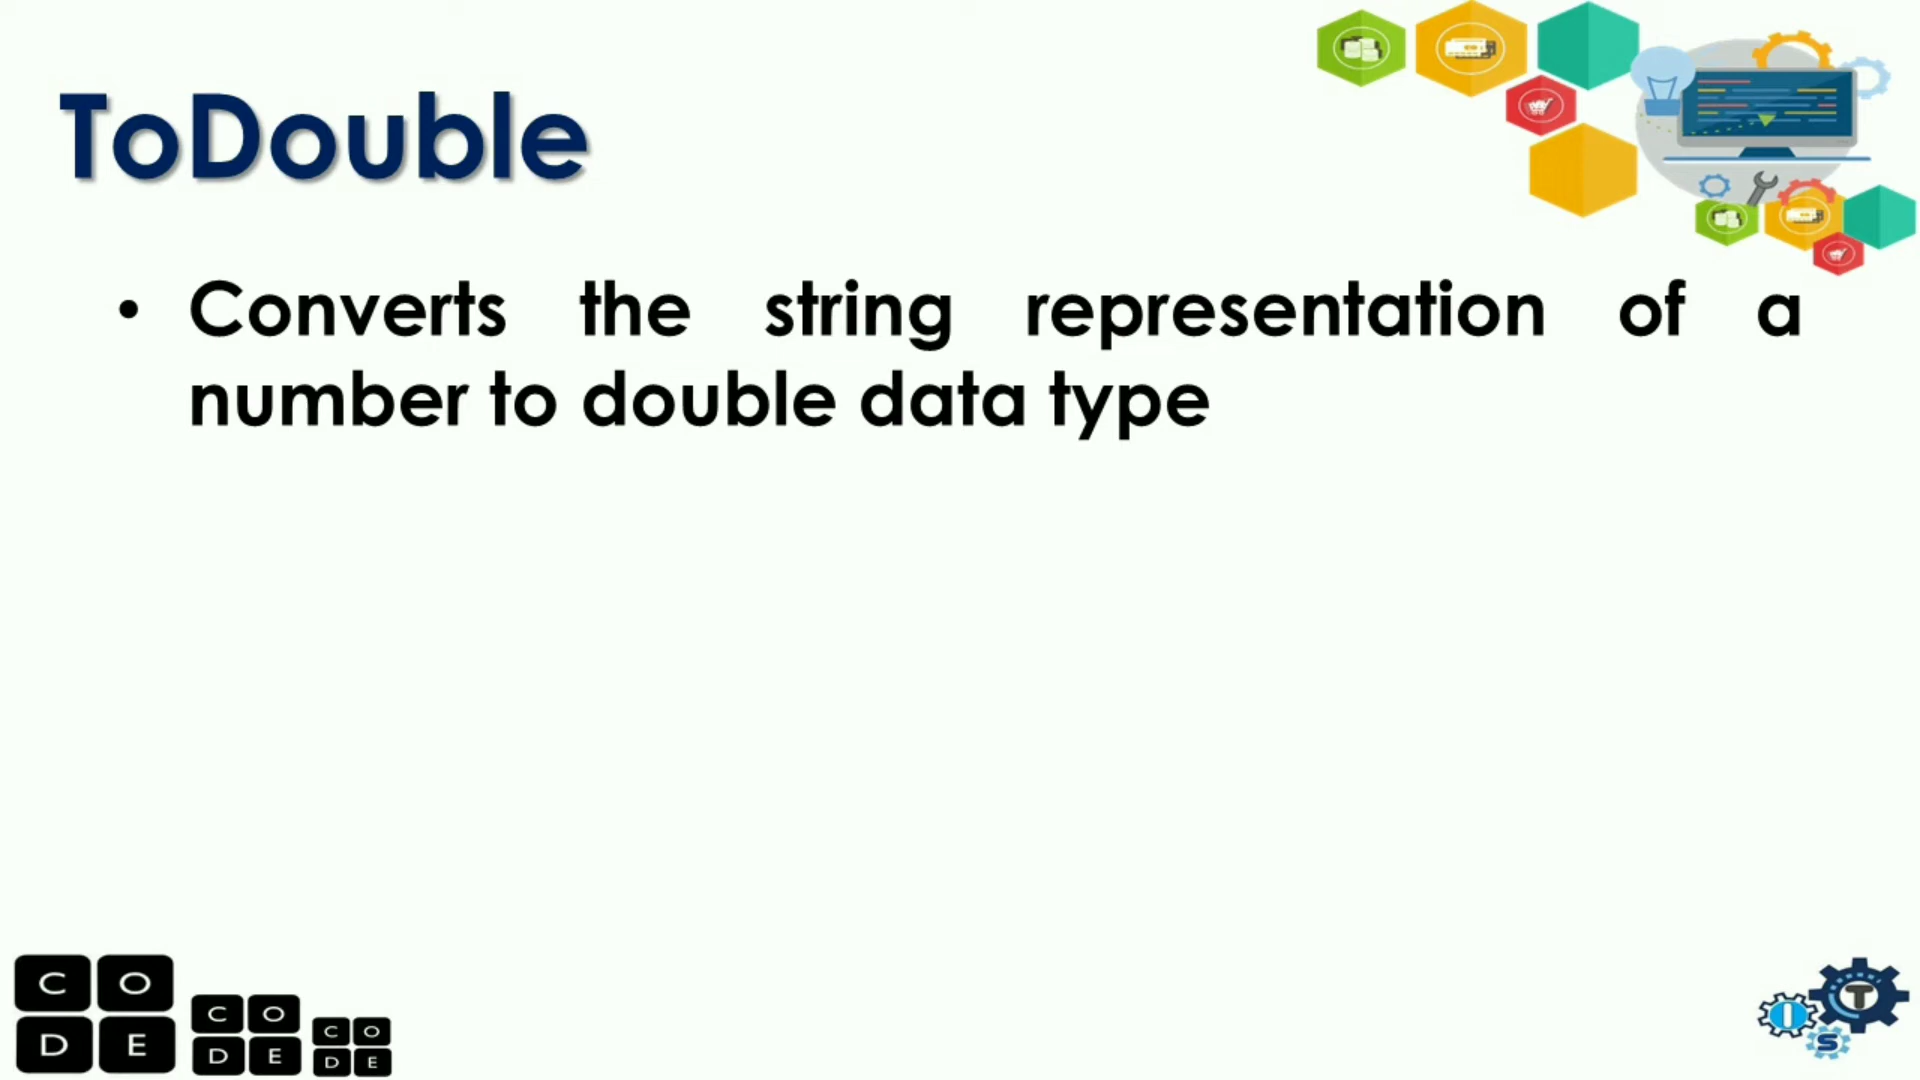 ToDouble
• Converts the string representation of a
number to double data type
C O
D E
C O
D E
C O
D E
I T
S